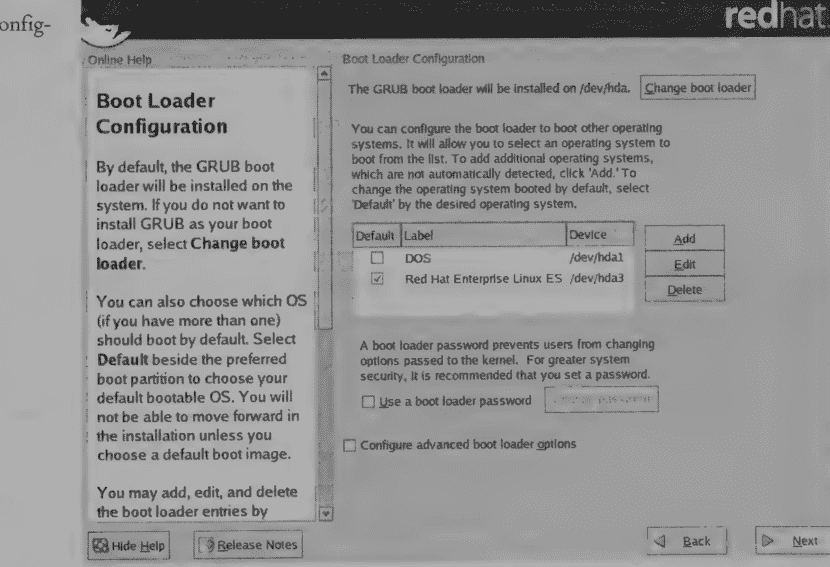 onfig-
redhat
Online Help
Boot Loader
Configuration
By default, the GRUB boot
loader will be installed on the
system. If you do not want to
install GRUB as your boot
loader, select Change boot
loader.
You can also choose which OS
(if you have more than one)
should boot by default. Select
Default beside the preferred
boot partition to choose your
default bootable OS. You will
not be able to move forward in
the installation unless you
choose a default boot image.
You may add, edit, and delete
the boot loader entries by
Boot Loader Configuration
The GRUB boot loader will be installed on /dev/hda. Change boot loader
You can configure the boot loader to boot other operating
systems. It will allow you to select an operating system to
boot from the list. To add additional operating systems,
which are not automatically detected, click 'Add.' To
change the operating system booted by default, select
'Default' by the desired operating system.
Default Label Device
DOS /dev/hda1
Red Hat Enterprise Linux ES /dev/hda3
Add
Edit
Delete
A boot loader password prevents users from changing
options passed to the kernel. For greater system
security, it is recommended that you set a password.
Use a boot loader password
Configure advanced boot loader options
Hide Help
Release Notes
Back
Next